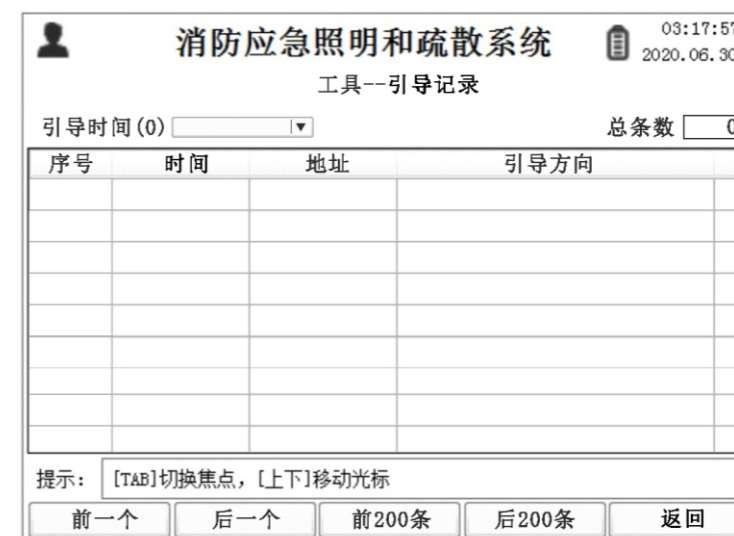 消防应急照明和疏散系统
03:17:57
2020.06.30
工具--引导记录
引导时间(0) ▼ 总条数 0
序号 时间 地址 引导方向
提示： [TAB]切换焦点，[上下]移动光标
前一个 后一个 前200条 后200条 返回